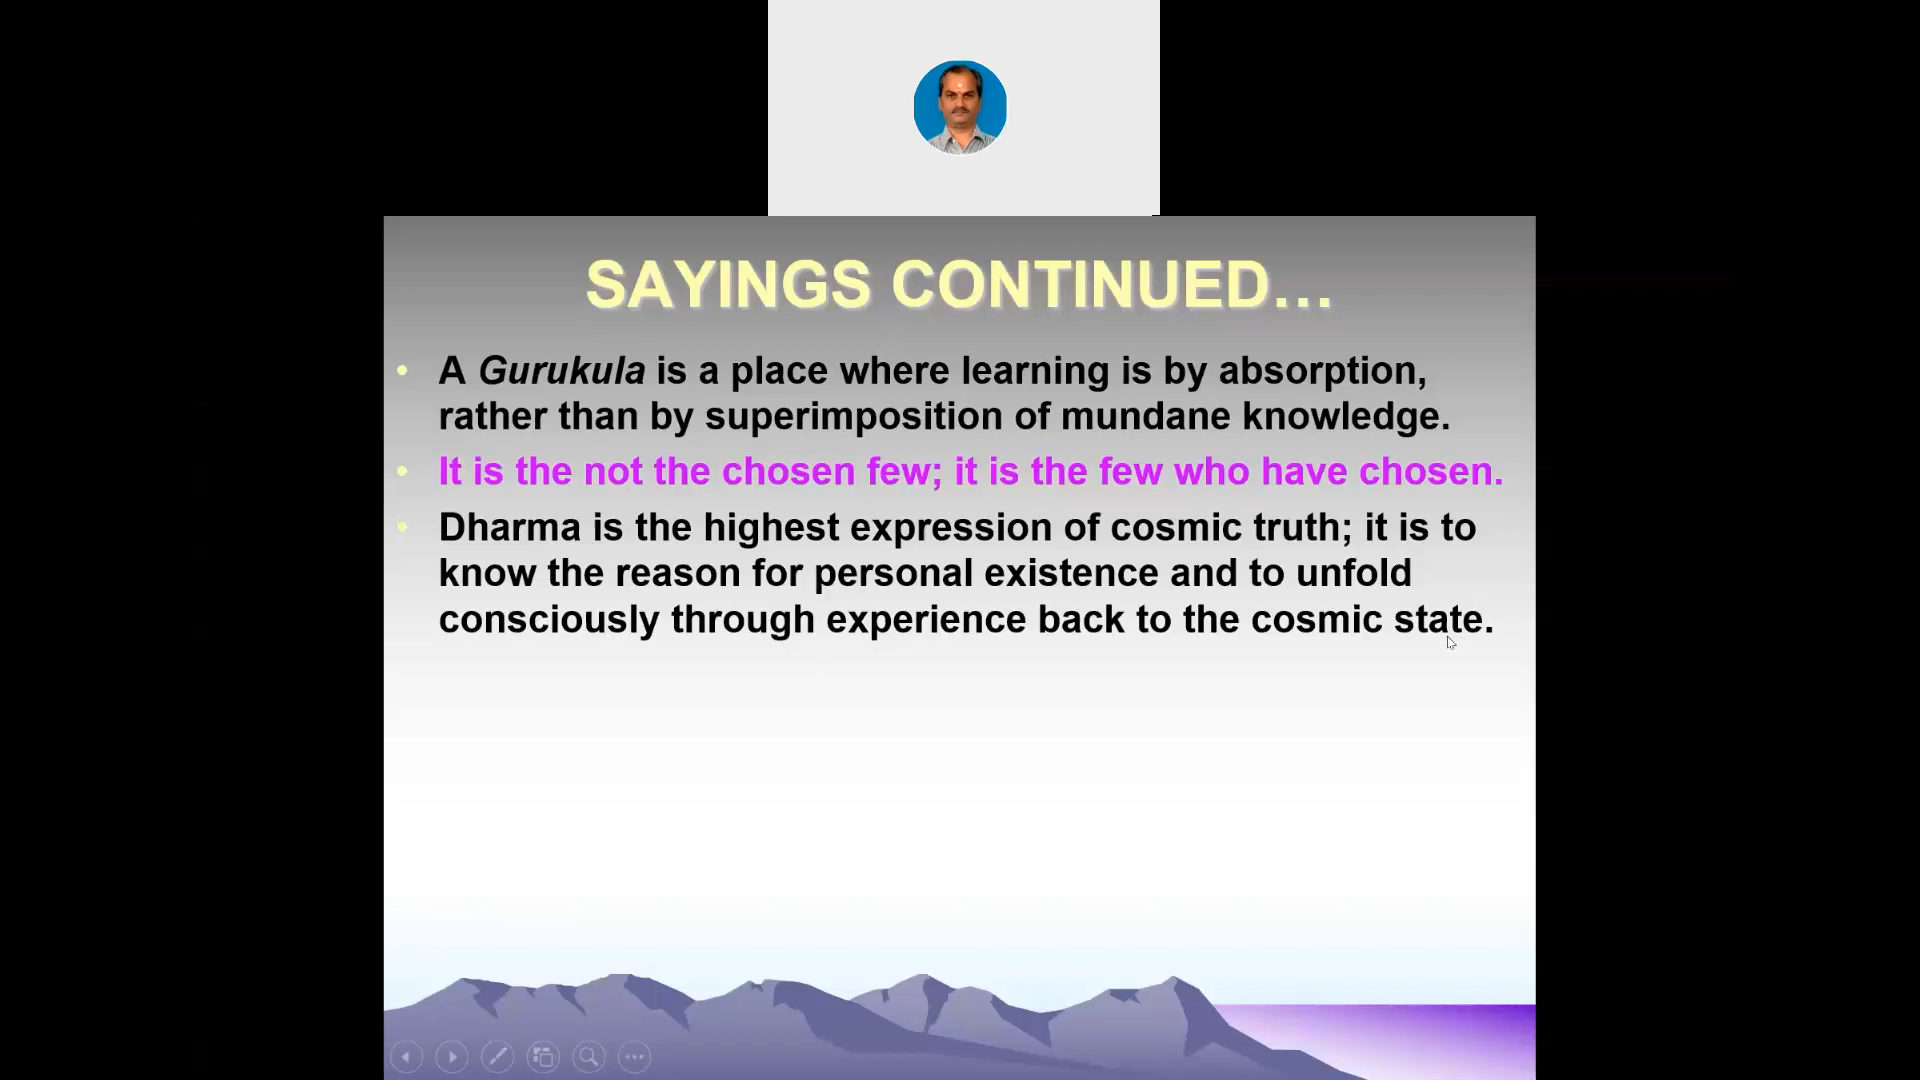 SAYINGS CONTINUED…
• A Gurukula is a place where learning is by absorption,
rather than by superimposition of mundane knowledge.
• It is the not the chosen few; it is the few who have chosen.
• Dharma is the highest expression of cosmic truth; it is to
know the reason for personal existence and to unfold
consciously through experience back to the cosmic state.